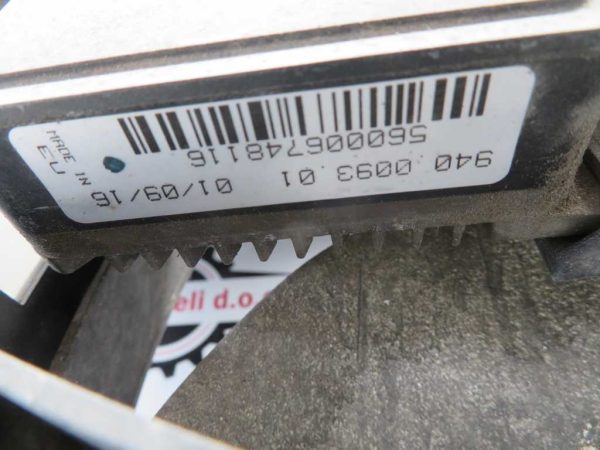 940.0093.01
560006748116
01/09/16
MADE IN
EU
eli d.o